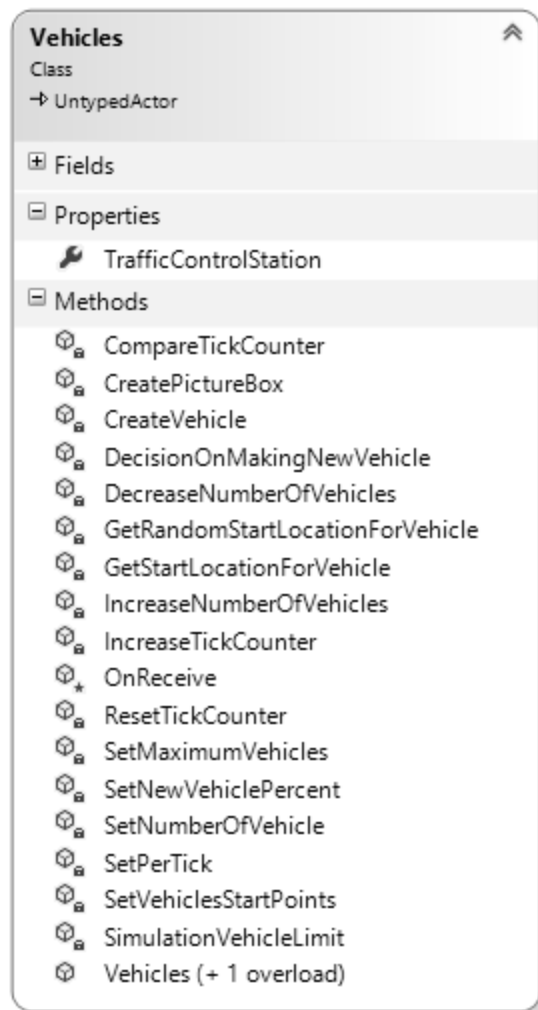 Vehicles
Class
UntypedActor
Fields
Properties
TrafficControlStation
Methods
CompareTickCounter
CreatePictureBox
CreateVehicle
DecisionOnMakingNewVehicle
DecreaseNumberOfVehicles
GetRandomStartLocationForVehicle
GetStartLocationForVehicle
IncreaseNumberOfVehicles
IncreaseTickCounter
OnReceive
ResetTickCounter
SetMaximumVehicles
SetNewVehiclePercent
SetNumberOfVehicle
SetPerTick
SetVehiclesStartPoints
SimulationVehicleLimit
Vehicles (+ 1 overload)